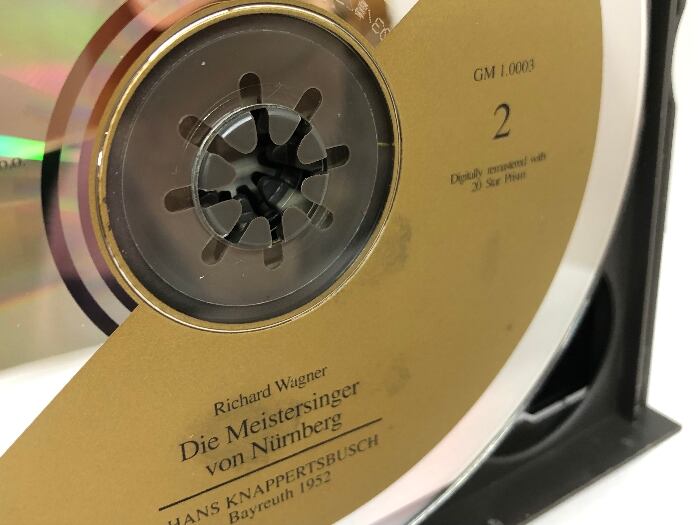 GM 1.0003
2
Digitally remastered with
20 Star Prism
Richard Wagner
Die Meistersinger
von Nürnberg
HANS KNAPPERTSBUSCH
Bayreuth 1952